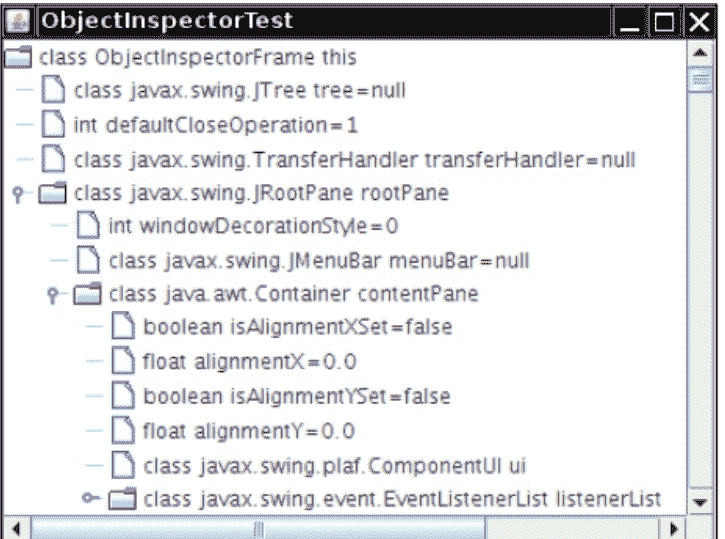 ObjectInspectorTest
class ObjectInspectorFrame this
class javax.swing.JTree tree=null
int defaultCloseOperation=1
class javax.swing.TransferHandler transferHandler=null
class javax.swing.JRootPane rootPane
int windowDecorationStyle=0
class javax.swing.JMenuBar menuBar=null
class java.awt.Container contentPane
boolean isAlignmentXSet=false
float alignmentX=0.0
boolean isAlignmentYSet=false
float alignmentY=0.0
class javax.swing.plaf.ComponentUI ui
class javax.swing.event.EventListenerList listenerList